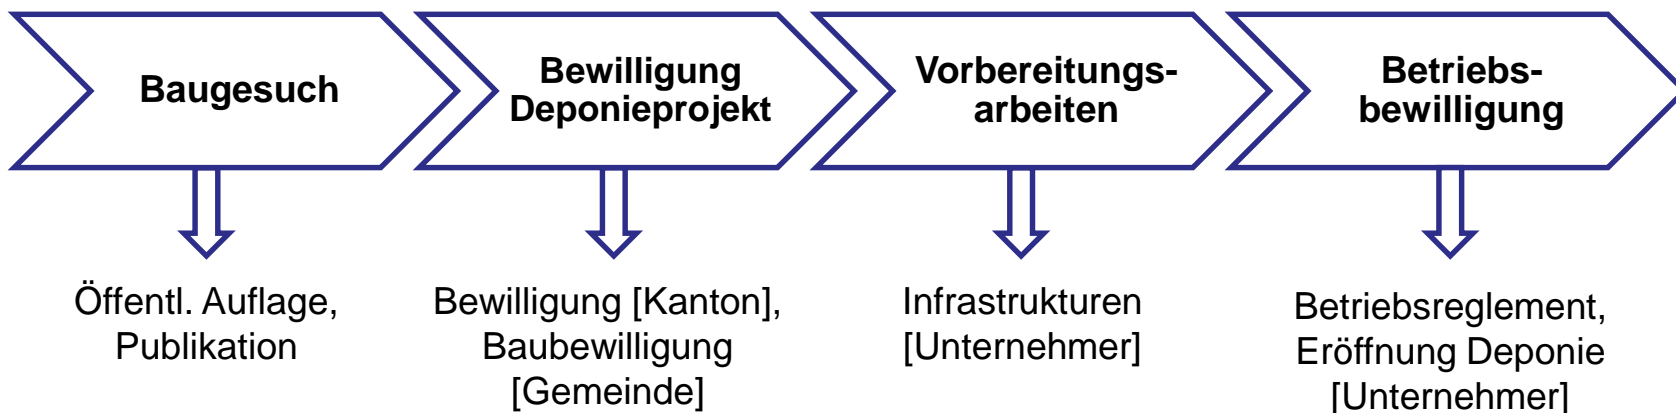 Baugesuch
Bewilligung
Deponieprojekt
Vorbereitungs-
arbeiten
Betriebs-
bewilligung
Öffentl. Auflage,
Publikation
Bewilligung [Kanton],
Baubewilligung
[Gemeinde]
Infrastrukturen
[Unternehmer]
Betriebsreglement,
Eröffnung Deponie
[Unternehmer]